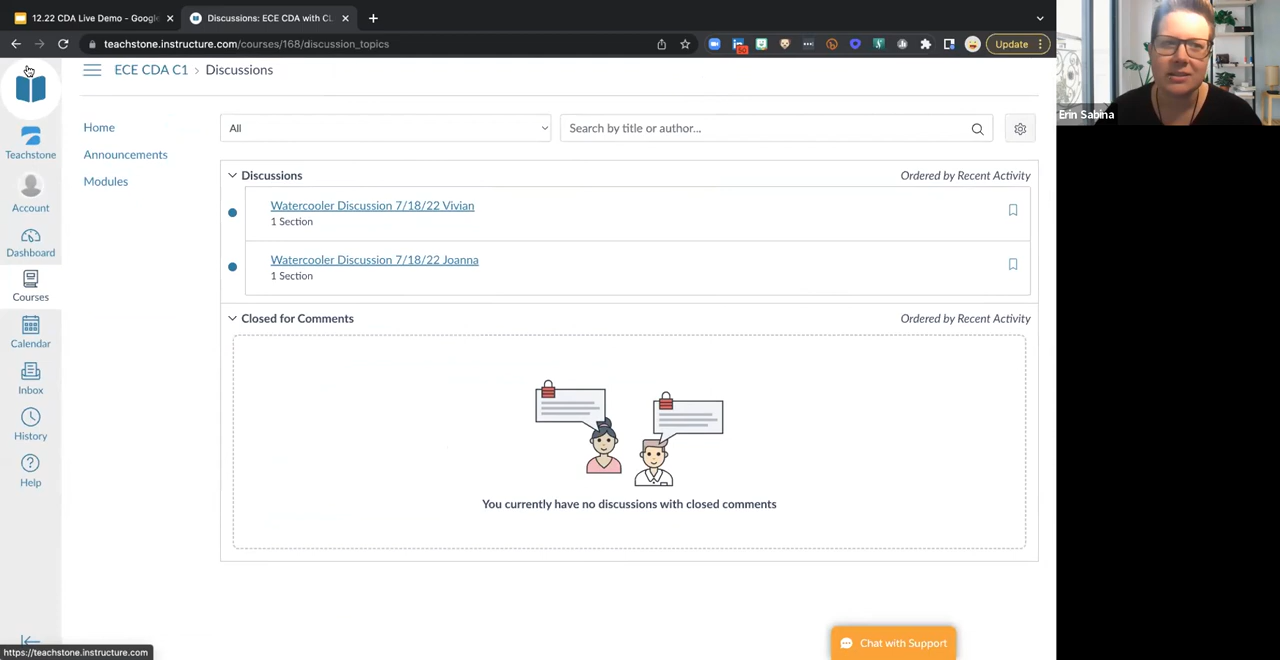 12.22 CDA Live Demo - Google
Discussions: ECE CDA with CL
teachstone.instructure.com/courses/168/discussion_topics
Update
Erin Sabina
ECE CDA C1 > Discussions
Teachstone
Account
Dashboard
Courses
Calendar
Inbox
History
Help
Home
Announcements
Modules
All
Search by title or author...
Discussions
Ordered by Recent Activity
Watercooler Discussion 7/18/22 Vivian
1 Section
Watercooler Discussion 7/18/22 Joanna
1 Section
Closed for Comments
Ordered by Recent Activity
You currently have no discussions with closed comments
Chat with Support
https://teachstone.instructure.com